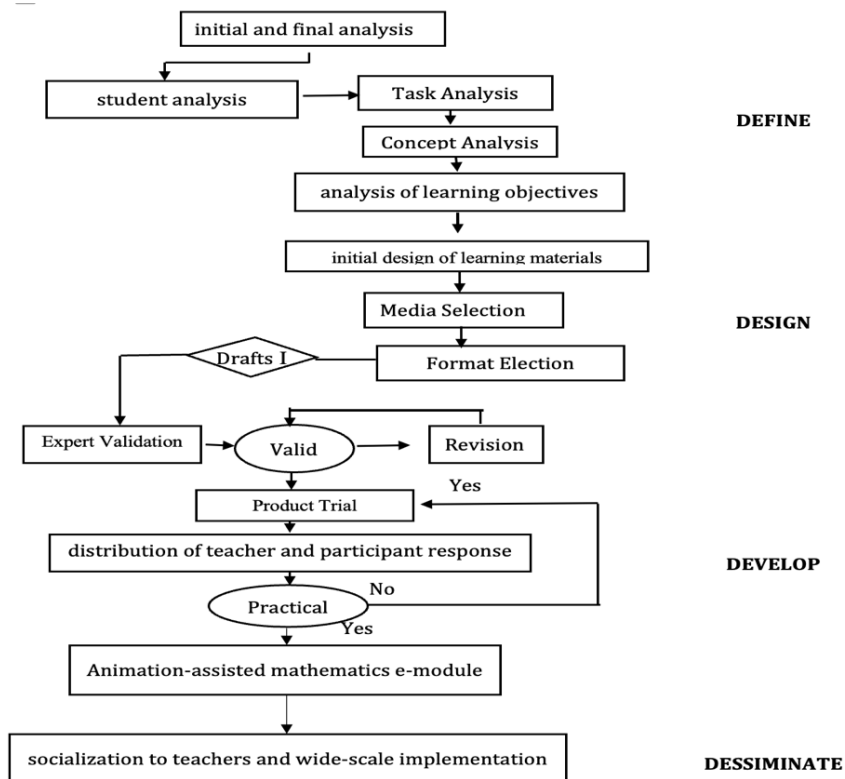 initial and final analysis
student analysis
Task Analysis
DEFINE
Concept Analysis
analysis of learning objectives
initial design of learning materials
Media Selection
DESIGN
Drafts I
Format Election
Expert Validation
Valid
Revision
Yes
Product Trial
distribution of teacher and participant response
DEVELOP
No
Practical
Yes
Animation-assisted mathematics e-module
socialization to teachers and wide-scale implementation
DESSIMINATE